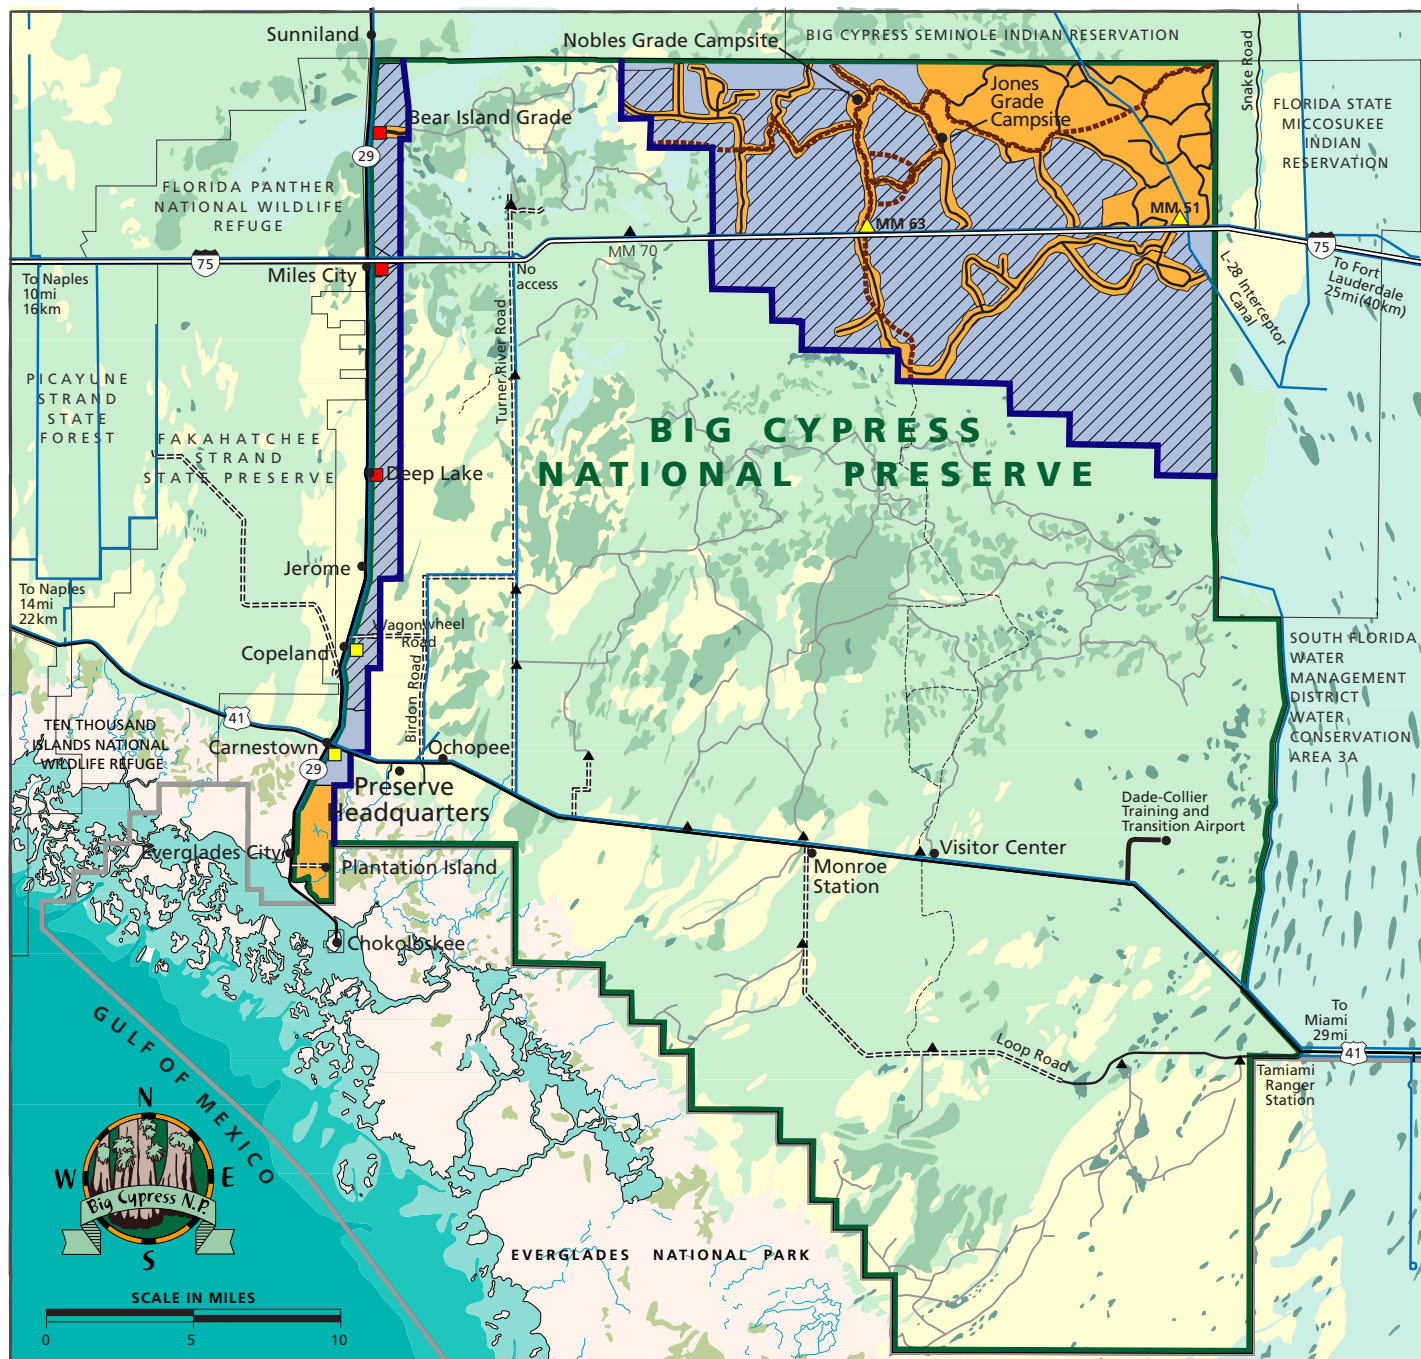 Sunniland
Nobles Grade Campsite
BIG CYPRESS SEMINOLE INDIAN RESERVATION
Snake Road
Jones
Grade
Campsite
FLORIDA STATE
MICCOSUKEE
INDIAN
RESERVATION
Bear Island Grade
29
FLORIDA PANTHER
NATIONAL WILDLIFE
REFUGE
MM 63
MM 51
MM 70
75
75
Miles City
No
access
To Naples
10mi
16km
To Fort
Lauderdale
25mi(40km)
L-28 Interceptor
Canal
Turner River Road
PICAYUNE
STRAND
STATE
FOREST
FAKAHATCHEE
STRAND
STATE PRESERVE
Deep Lake
BIG CYPRESS
NATIONAL PRESERVE
Jerome
To Naples
14mi
22km
Wagonwheel
Road
Copeland
Birdon Road
SOUTH FLORIDA
WATER
MANAGEMENT
DISTRICT
WATER
CONSERVATION
AREA 3A
41
TEN THOUSAND
ISLANDS NATIONAL
WILDLIFE REFUGE
Carnestown
29
Ochopee
Preserve
Headquarters
Dade-Collier
Training and
Transition Airport
Everglades City
Plantation Island
Monroe
Station
Visitor Center
Chokoloskee
GULF OF MEXICO
Loop Road
To
Miami
29mi
41
Tamiami
Ranger
Station
N
W
E
S
Big Cypress N.P.
EVERGLADES NATIONAL PARK
SCALE IN MILES
0 5 10